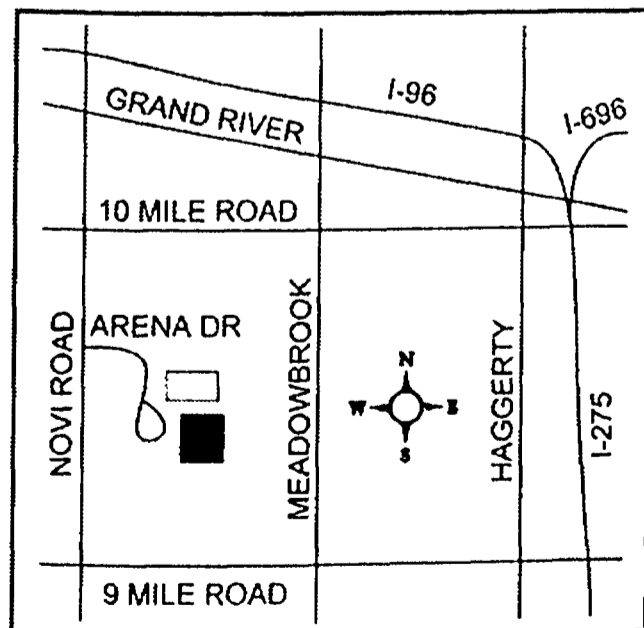 I-96
I-696
GRAND RIVER
10 MILE ROAD
NOVI ROAD
ARENA DR
MEADOWBROOK
HAGGERTY
I-275
N
W E
S
9 MILE ROAD